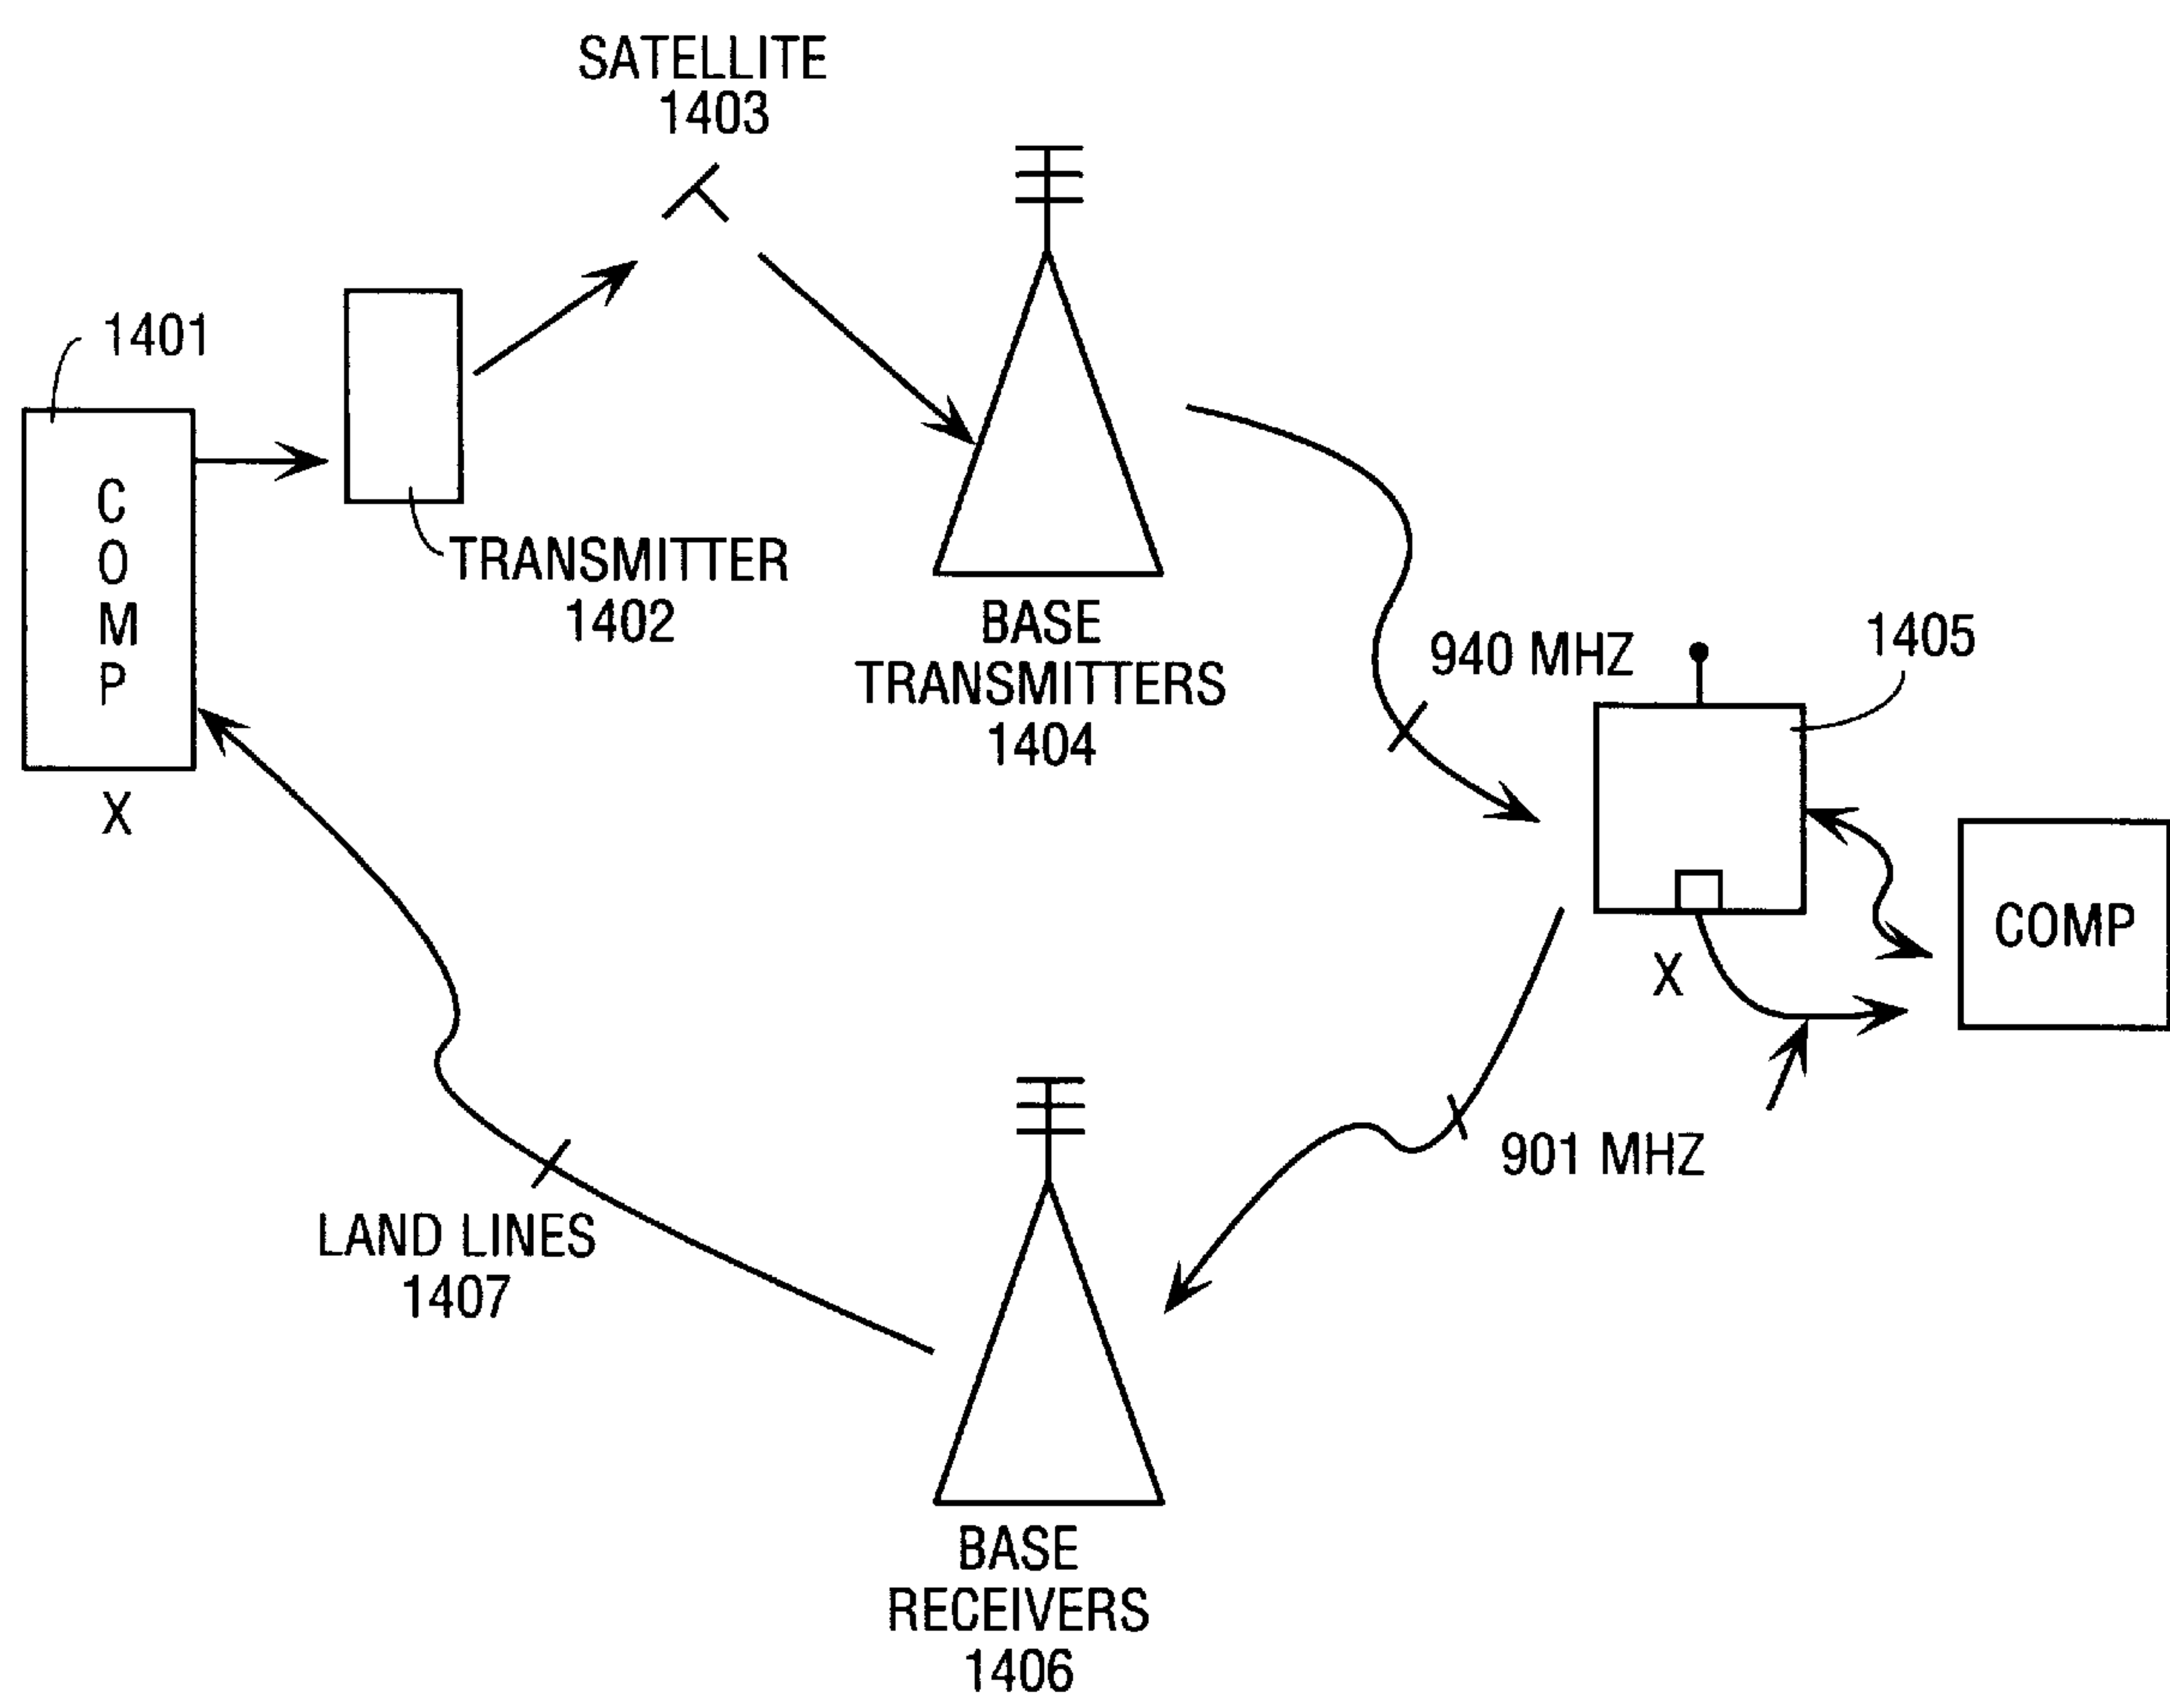 SATELLITE
1403
1401
C
O
M
P
X
TRANSMITTER
1402
BASE
TRANSMITTERS
1404
940 MHZ
1405
COMP
X
901 MHZ
LAND LINES
1407
BASE
RECEIVERS
1406